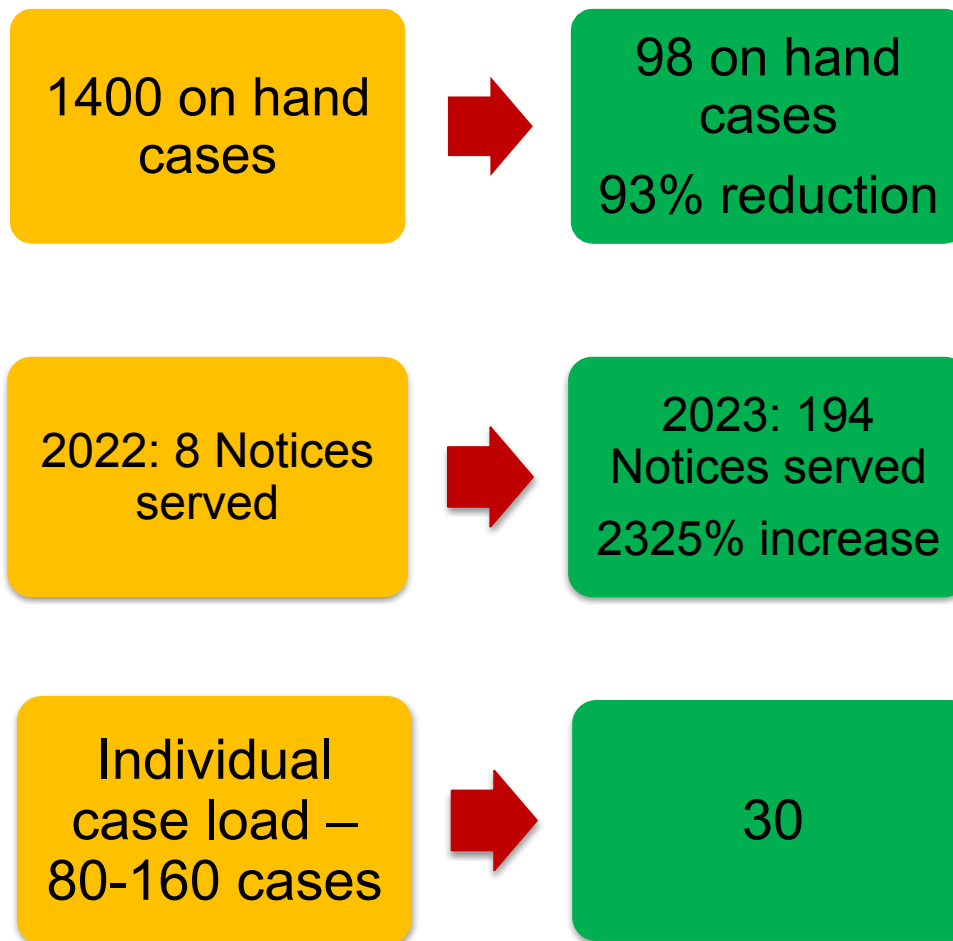 1400 on hand
cases
98 on hand
cases
93% reduction
2022: 8 Notices
served
2023: 194
Notices served
2325% increase
Individual
case load –
80-160 cases
30